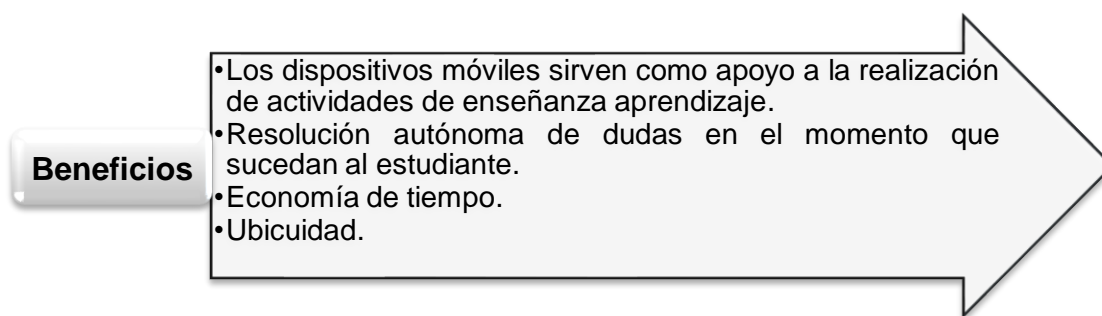 Beneficios
•Los dispositivos móviles sirven como apoyo a la realización
de actividades de enseñanza aprendizaje.
•Resolución autónoma de dudas en el momento que
sucedan al estudiante.
•Economía de tiempo.
•Ubicuidad.